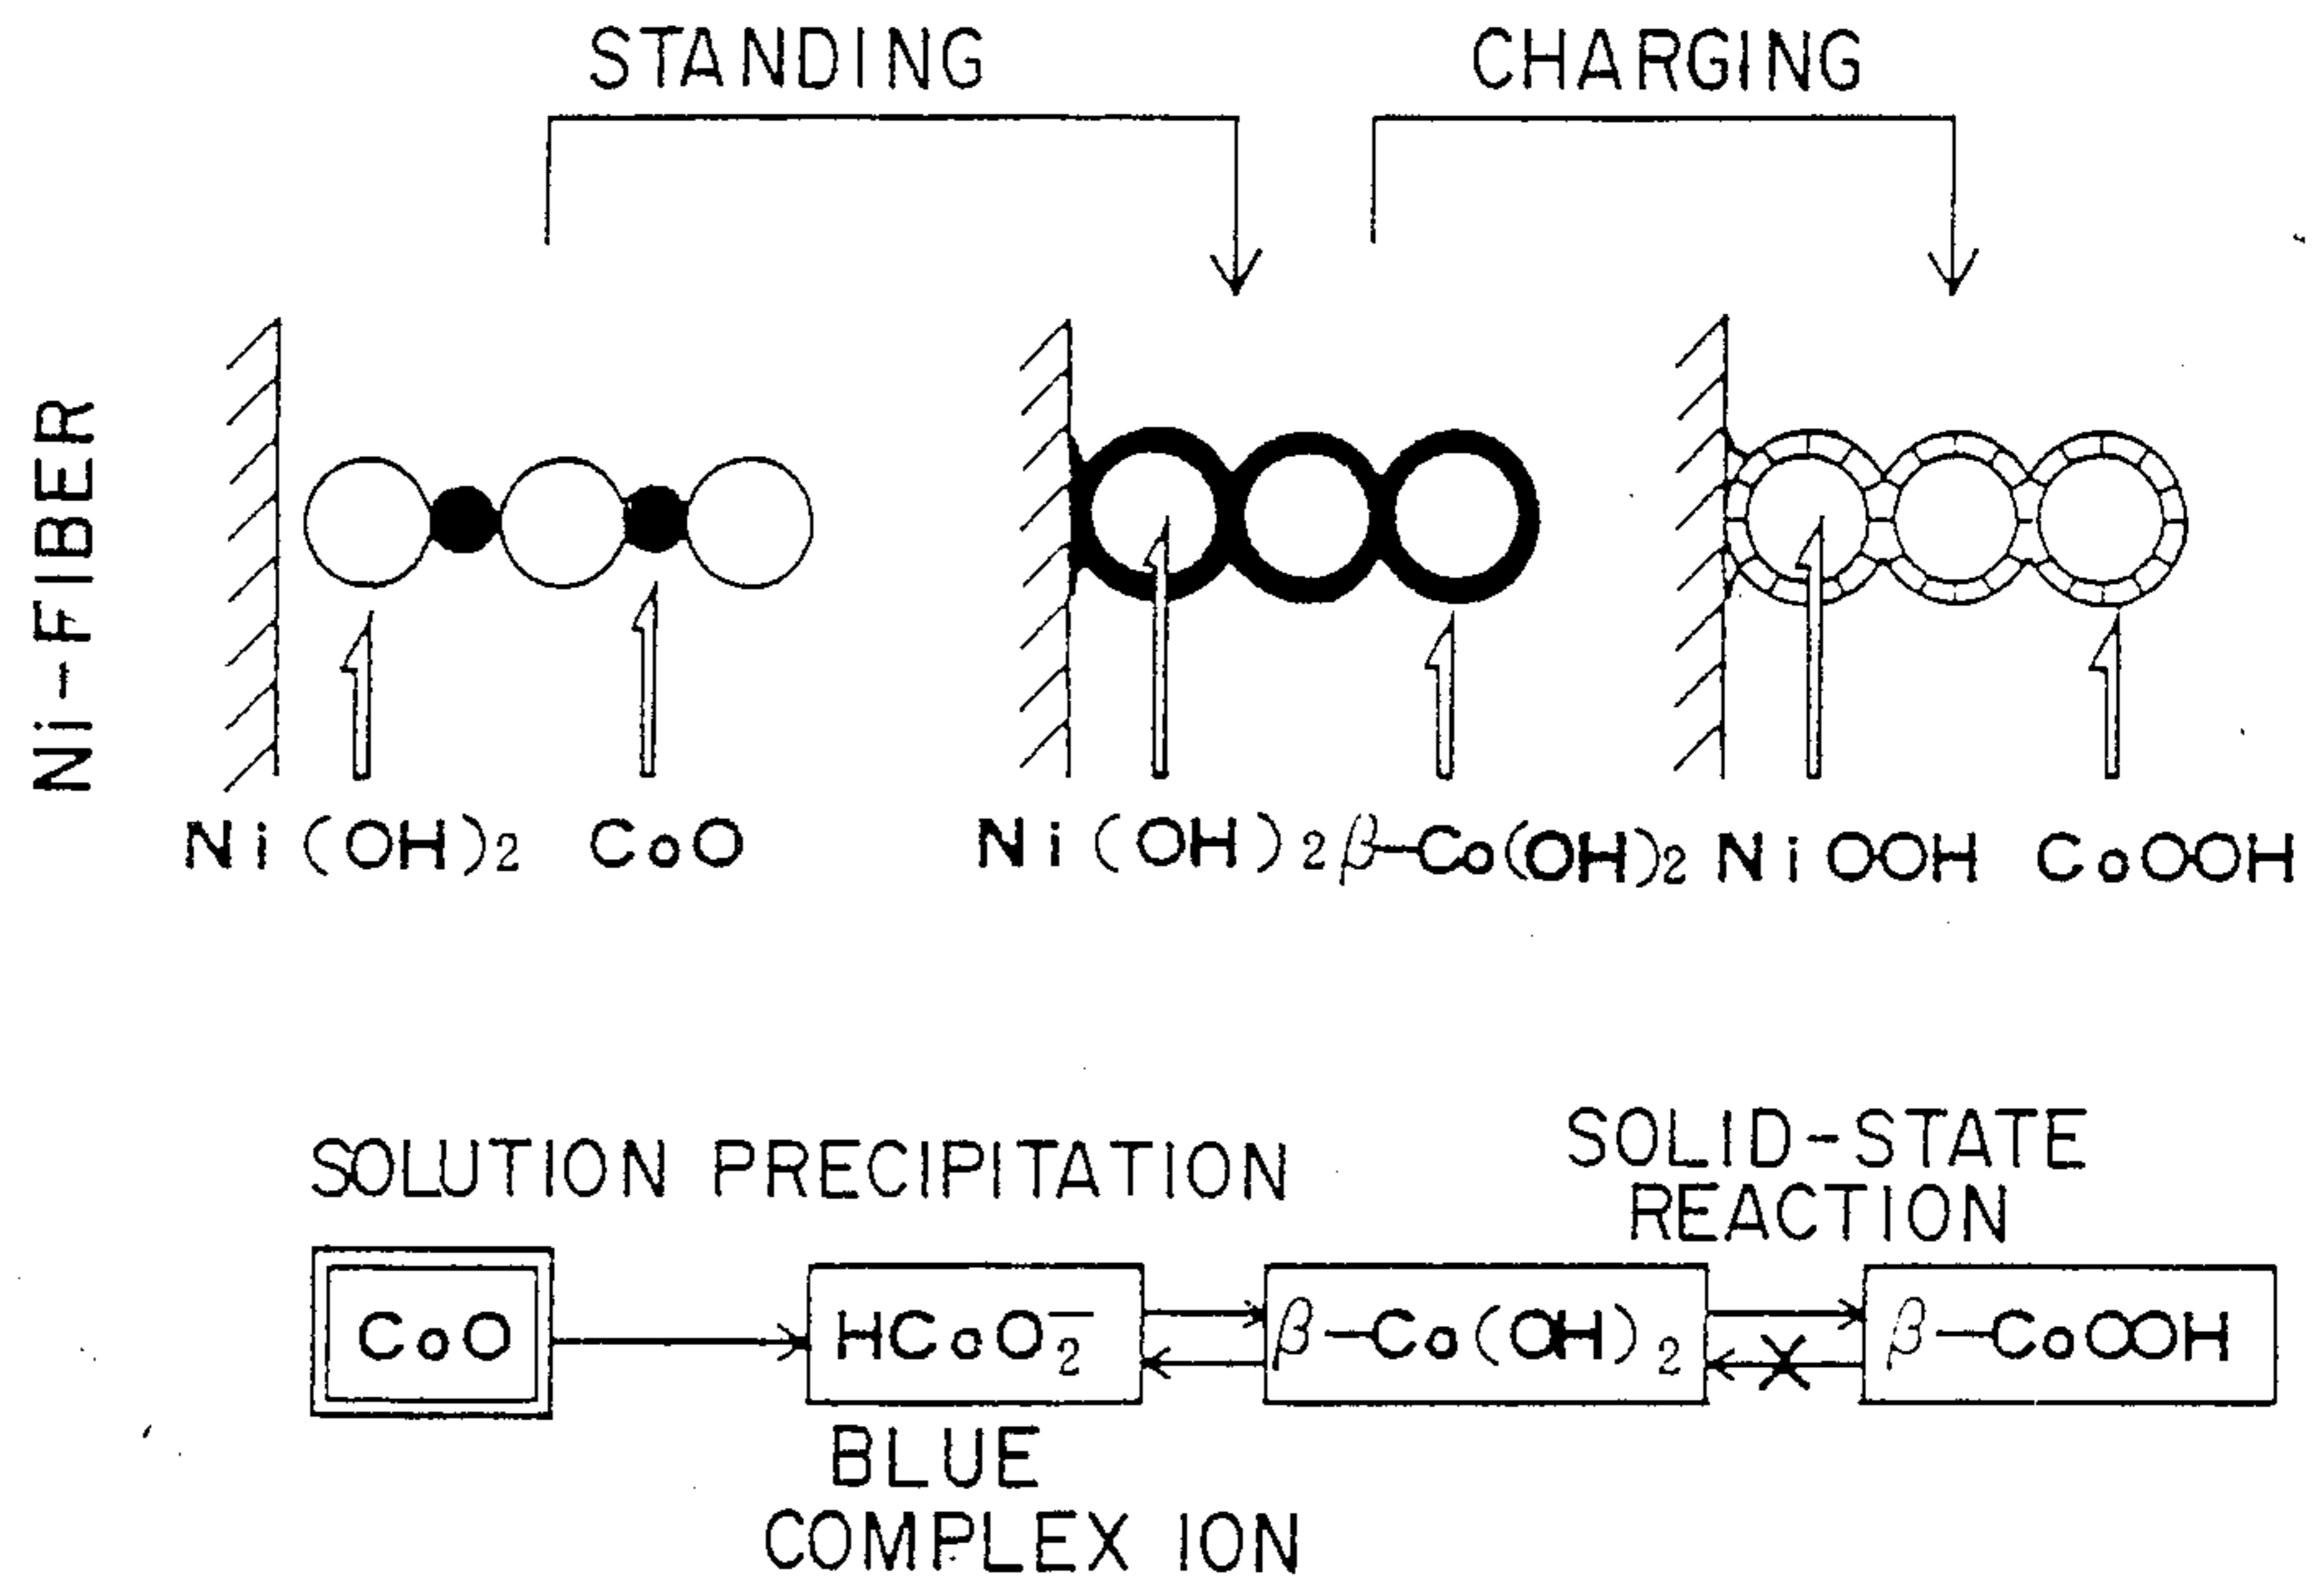 STANDING CHARGING
Ni-FIBER
Ni(OH)2 CoO Ni(OH)2 β-Co(OH)2 NiOOH CoOOH
SOLUTION PRECIPITATION
SOLID-STATE
REACTION
CoO HCoO2− β-Co(OH)2 β-CoOOH
BLUE
COMPLEX ION